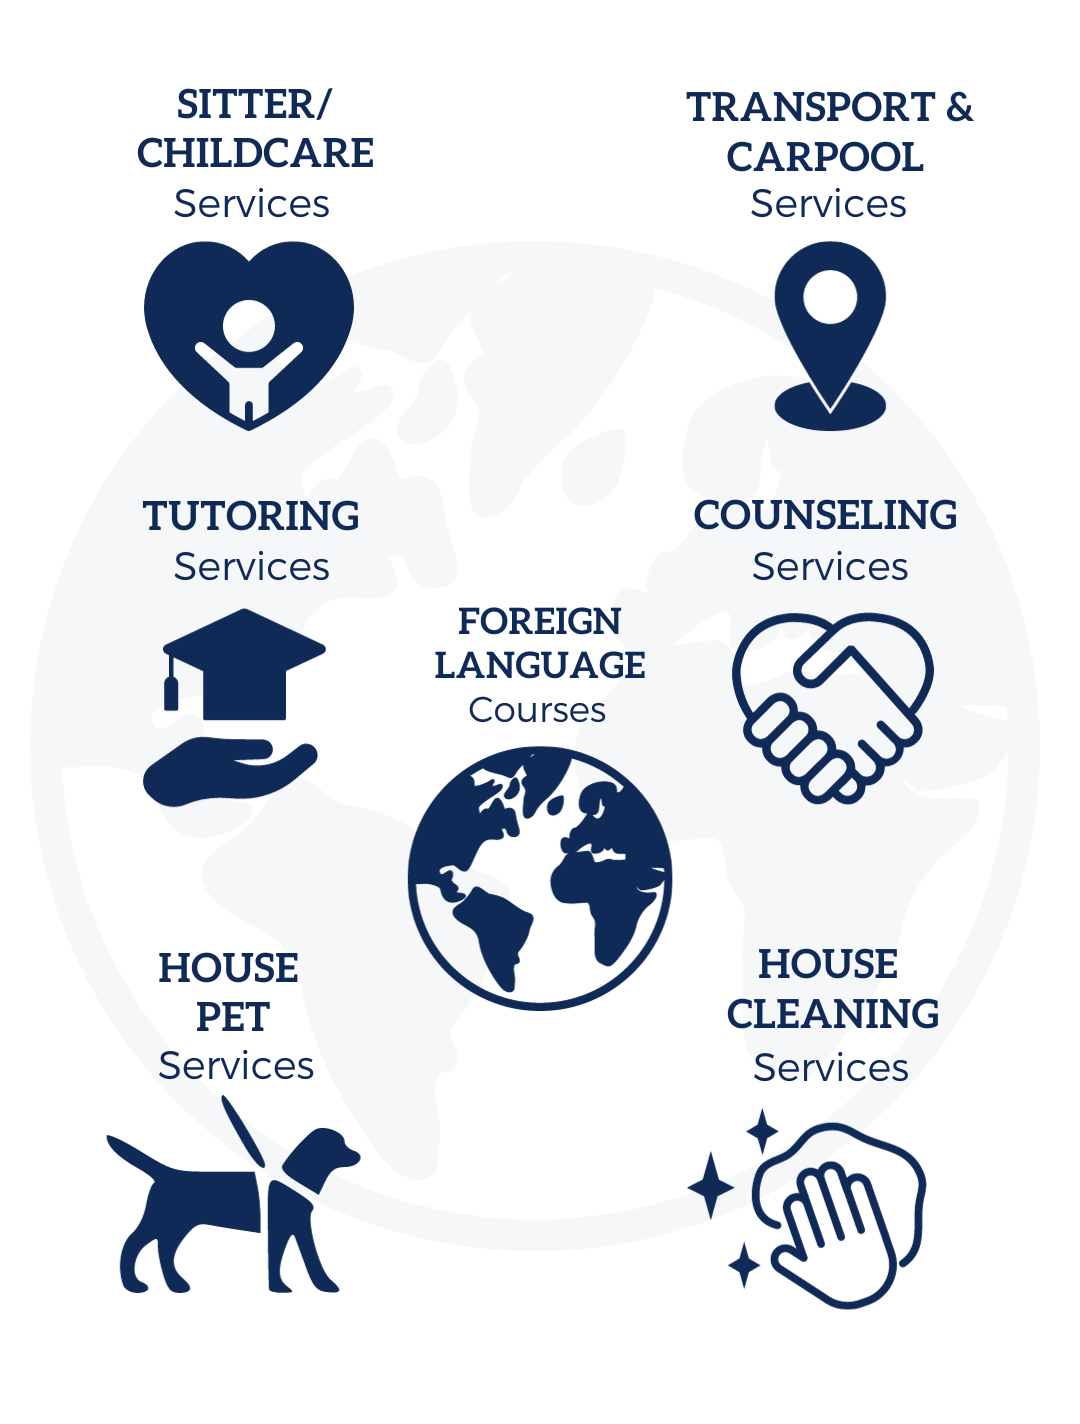 SITTER/
CHILDCARE
Services
TRANSPORT &
CARPOOL
Services
TUTORING
Services
COUNSELING
Services
FOREIGN
LANGUAGE
Courses
HOUSE
PET
Services
HOUSE
CLEANING
Services